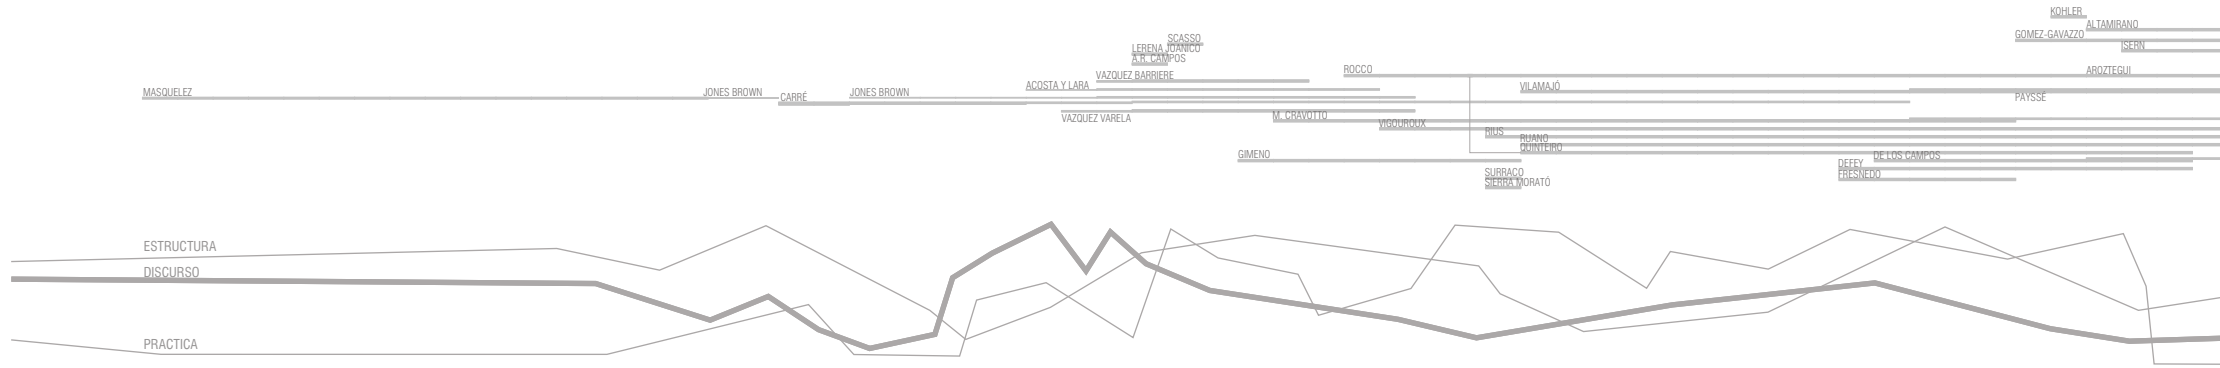 KOHLER
ALTAMIRANO
GOMEZ-GAVAZZO
SCASSO
ISERN
LERENA JOANICO
A.R. CAMPOS
ROCCO
AROZTEGUI
VAZQUEZ BARRIERE
ACOSTA Y LARA
VILAMAJÓ
MASQUELEZ
JONES BROWN
CARRÉ
JONES BROWN
PAYSSÉ
VAZQUEZ VARELA
M. CRAVOTTO
VIGOUROUX
RIUS
RUANO
QUINTEIRO
GIMENO
DE LOS CAMPOS
DEFEY
FRESNEDO
SURRACO
SIERRA MORATÓ
ESTRUCTURA
DISCURSO
PRACTICA